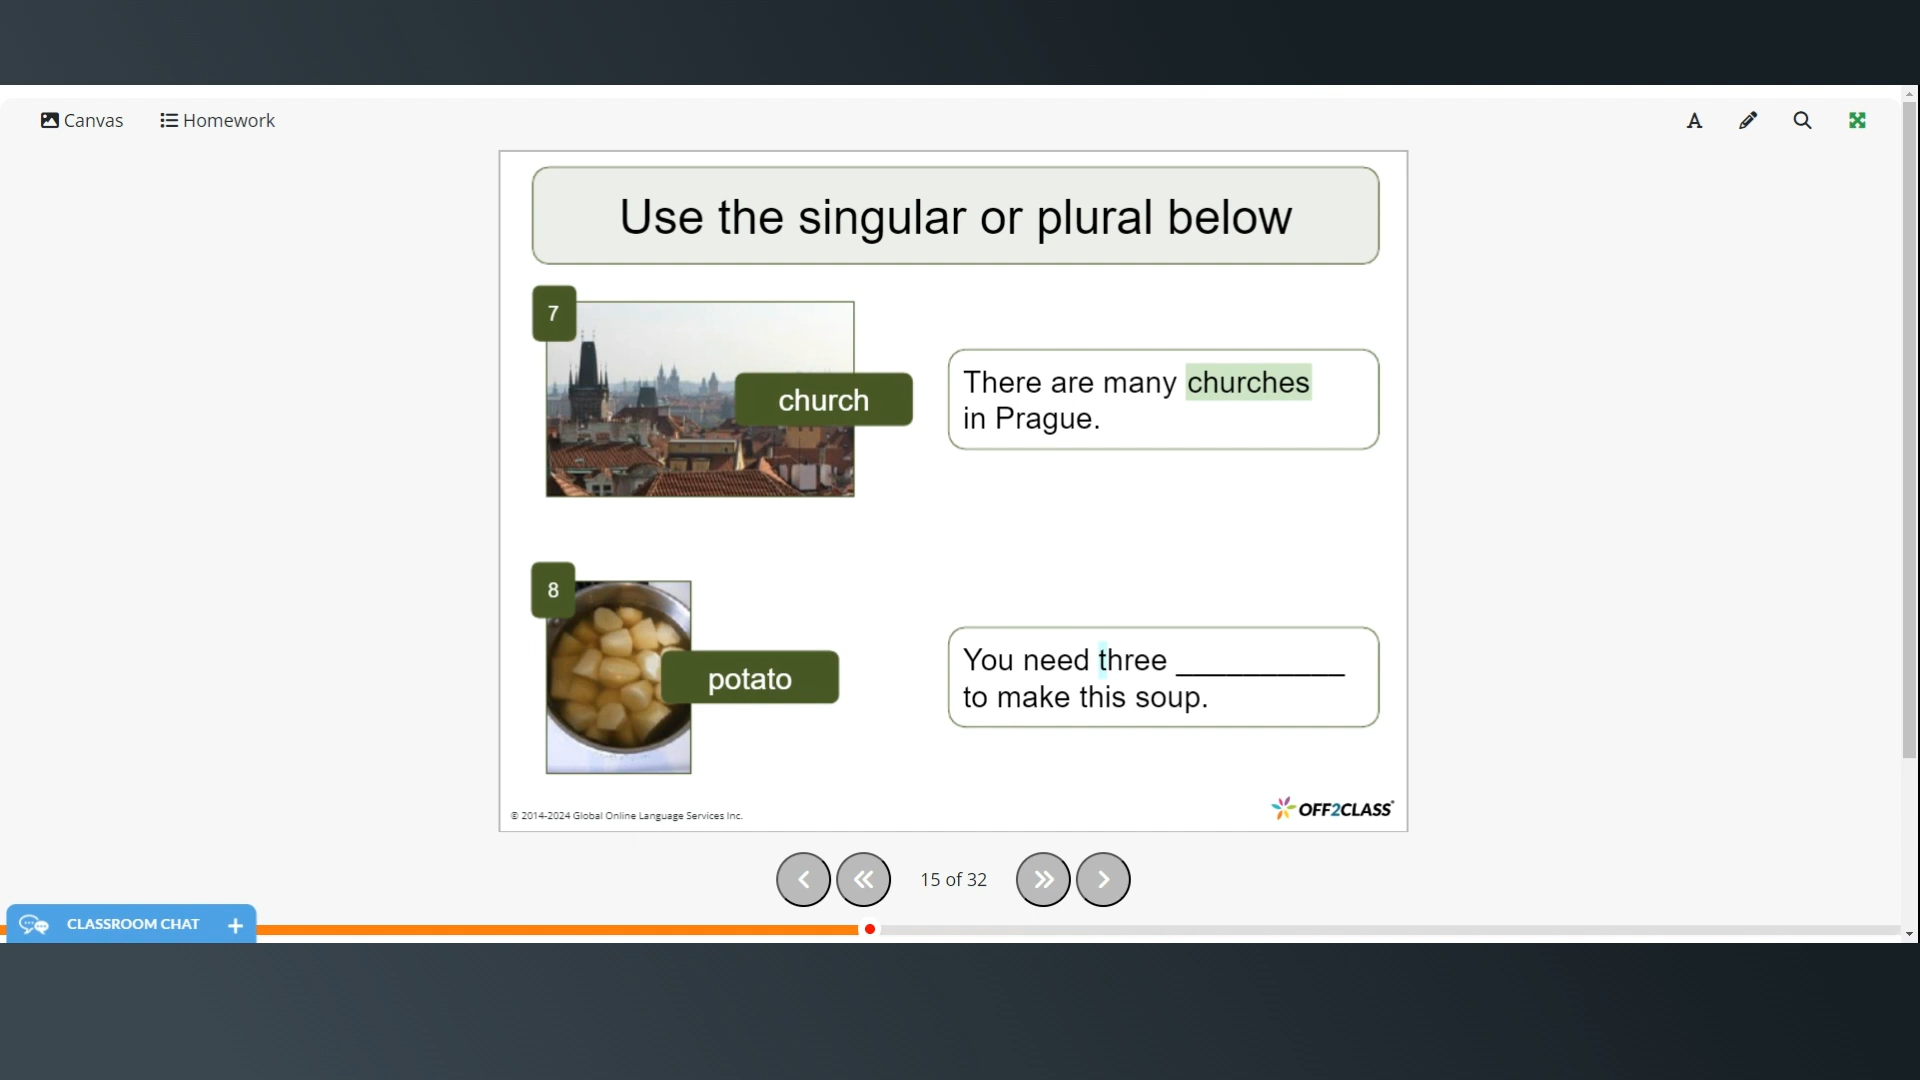 Canvas
Homework
A
Use the singular or plural below
7
church
There are many churches
in Prague.
8
potato
You need three __________
to make this soup.
© 2014-2024 Global Online Language Services Inc.
OFF2CLASS
15 of 32
CLASSROOM CHAT +